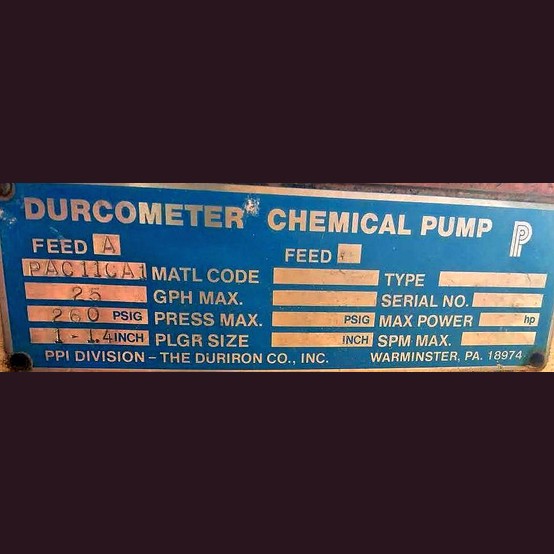 DURCOMETER® CHEMICAL PUMP P
FEED A FEED
PAC11CA1 MATL CODE TYPE
25 GPH MAX. SERIAL NO.
260 PSIG PRESS MAX. PSIG MAX POWER hp
1 - 1.4 INCH PLGR SIZE INCH SPM MAX.
PPI DIVISION – THE DURIRON CO., INC. WARMINSTER, PA. 18974